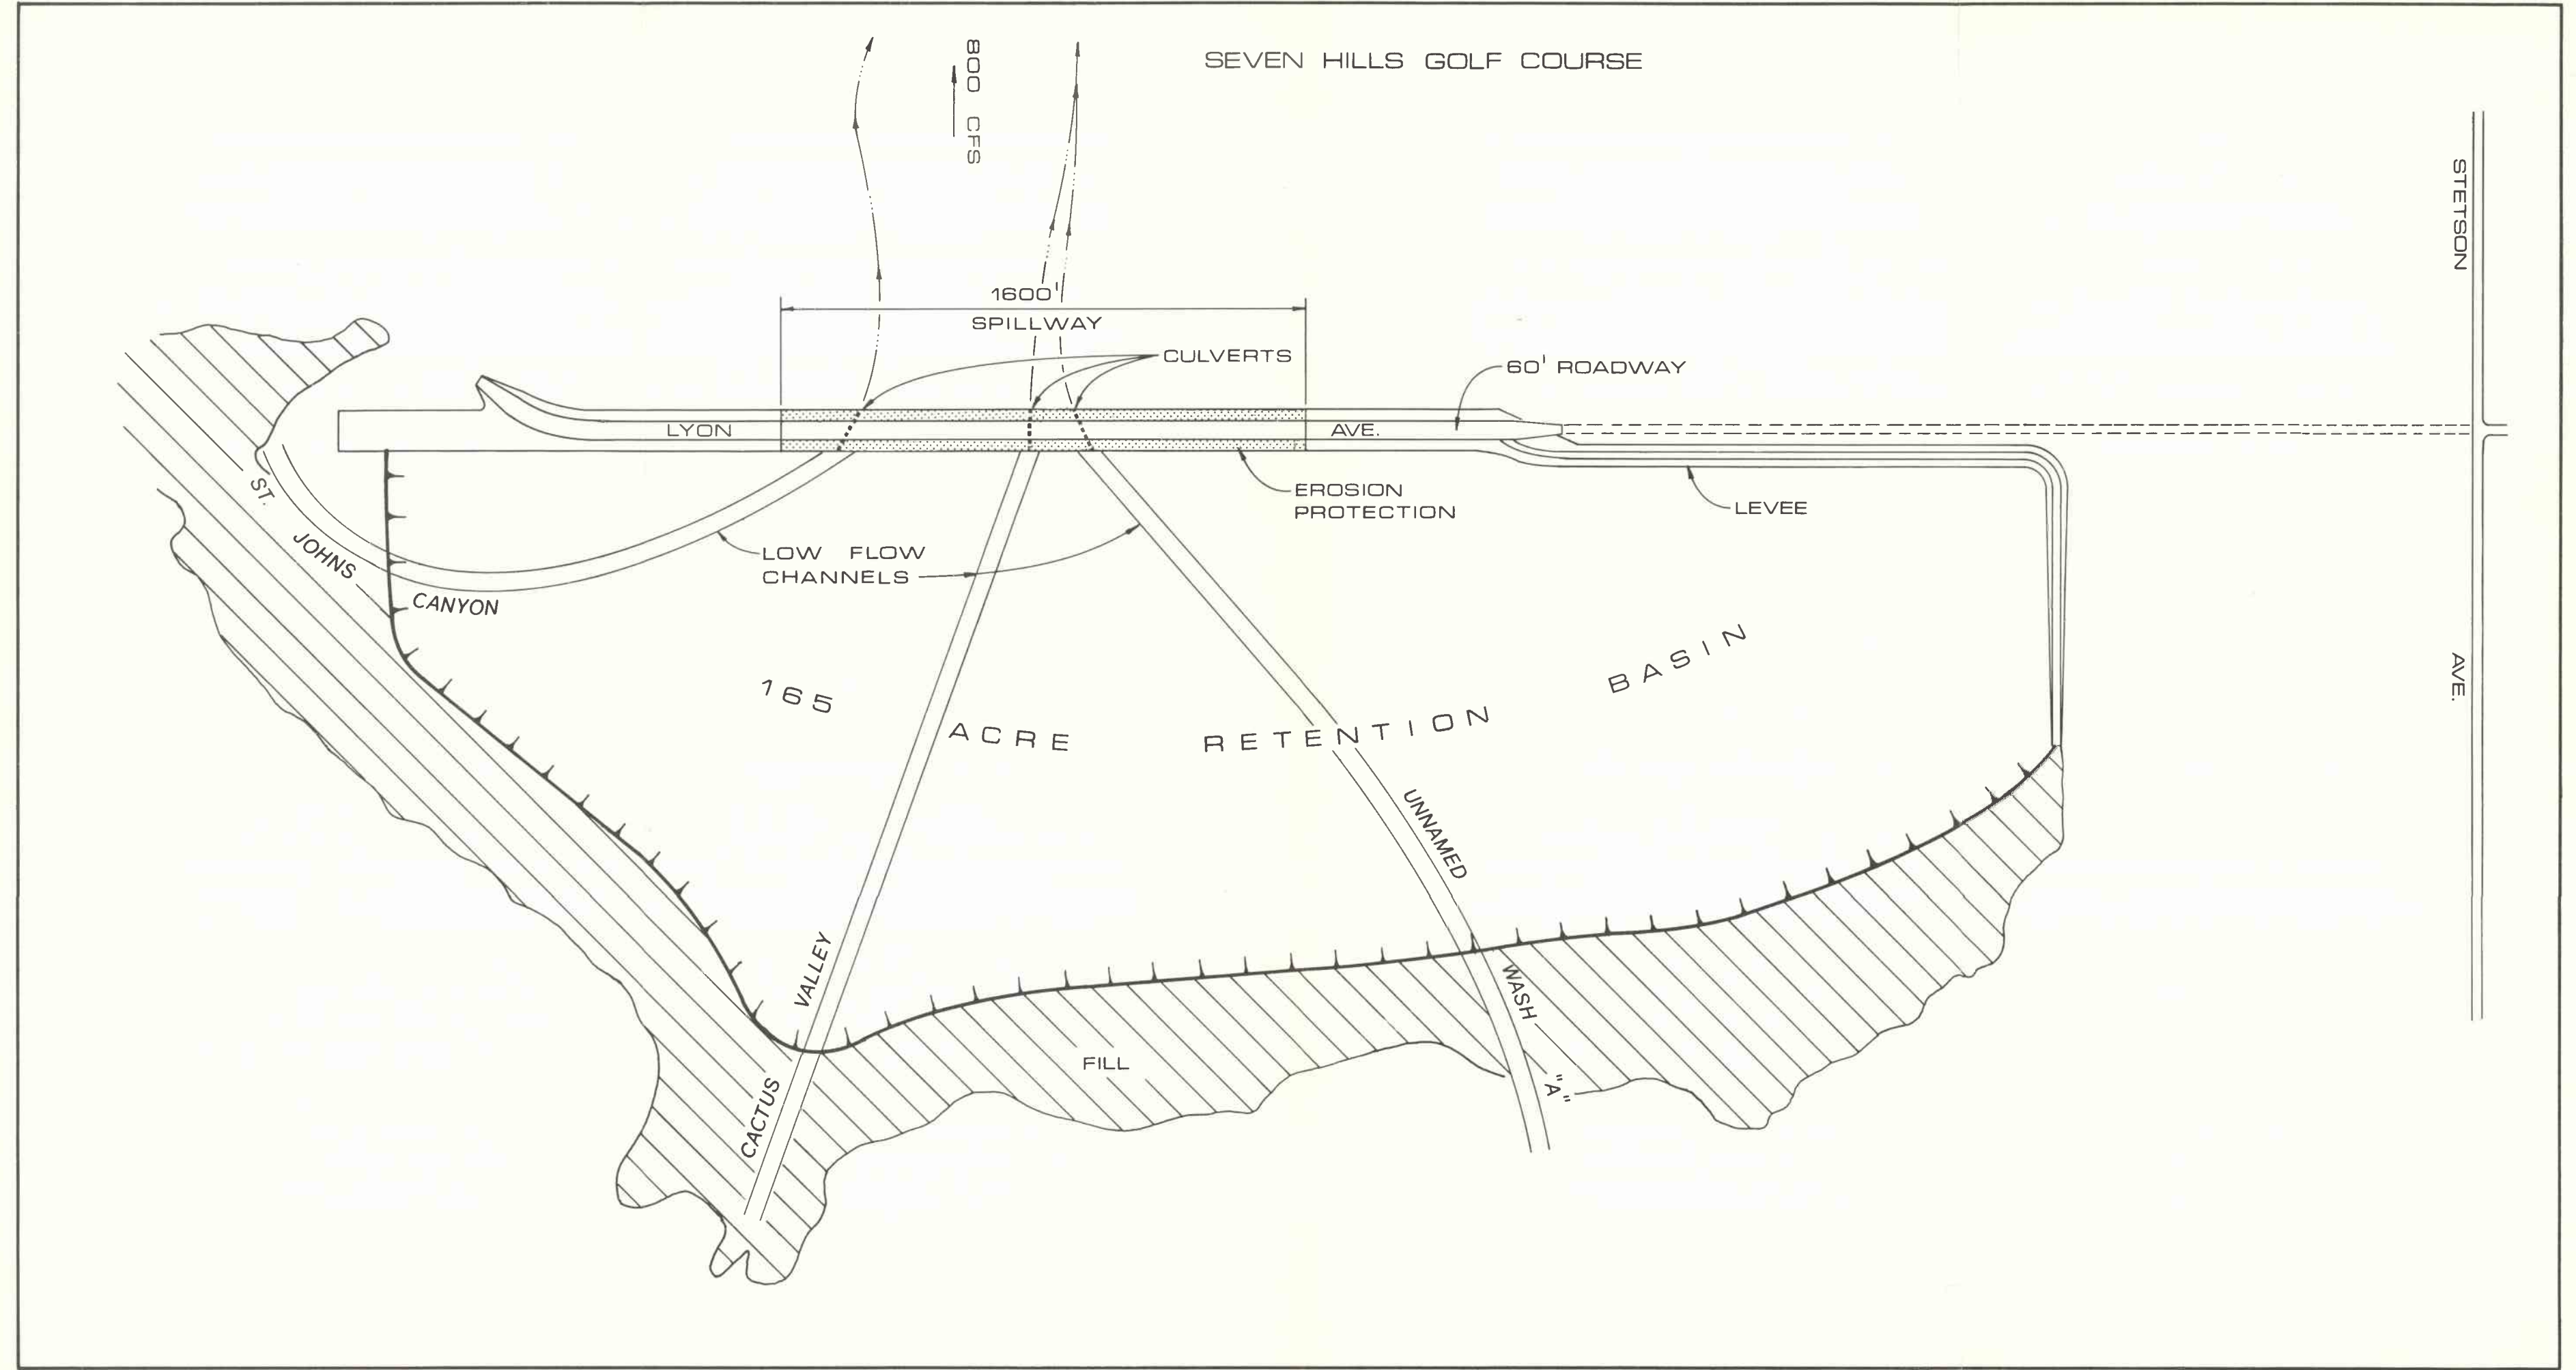 800 CFS
SEVEN HILLS GOLF COURSE
STETSON
AVE.
1600'
SPILLWAY
CULVERTS
60' ROADWAY
LYON
AVE.
EROSION
PROTECTION
LEVEE
ST.
JOHNS
CANYON
LOW FLOW
CHANNELS
165 ACRE RETENTION BASIN
UNNAMED
WASH
"A"
VALLEY
CACTUS
FILL